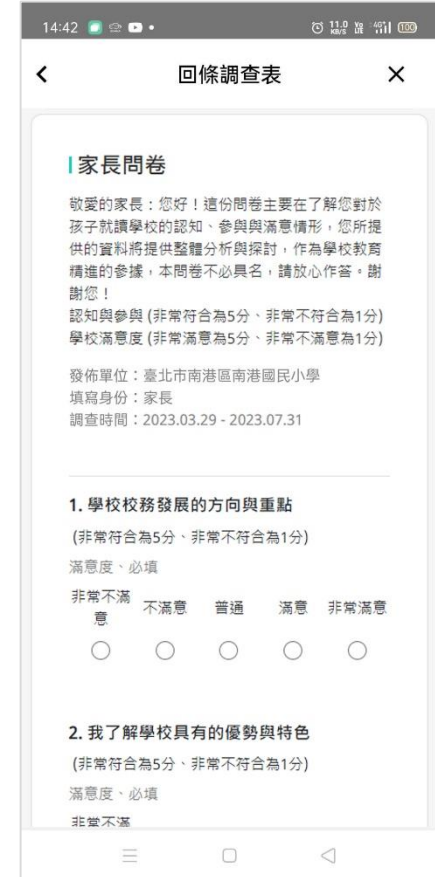 14:42
11.0 KB/S
4G
100
回條調查表
家長問卷
敬愛的家長：您好！這份問卷主要在了解您對於
孩子就讀學校的認知、參與與滿意情形，您所提
供的資料將提供整體分析與探討，作為學校教育
精進的參據，本問卷不必具名，請放心作答。謝
謝您！
認知與參與 (非常符合為5分、非常不符合為1分)
學校滿意度 (非常滿意為5分、非常不滿意為1分)
發佈單位：臺北市南港區南港國民小學
填寫身份：家長
調查時間：2023.03.29 - 2023.07.31
1. 學校校務發展的方向與重點
(非常符合為5分、非常不符合為1分)
滿意度、必填
非常不滿意 不滿意 普通 滿意 非常滿意
2. 我了解學校具有的優勢與特色
(非常符合為5分、非常不符合為1分)
滿意度、必填
非常不滿